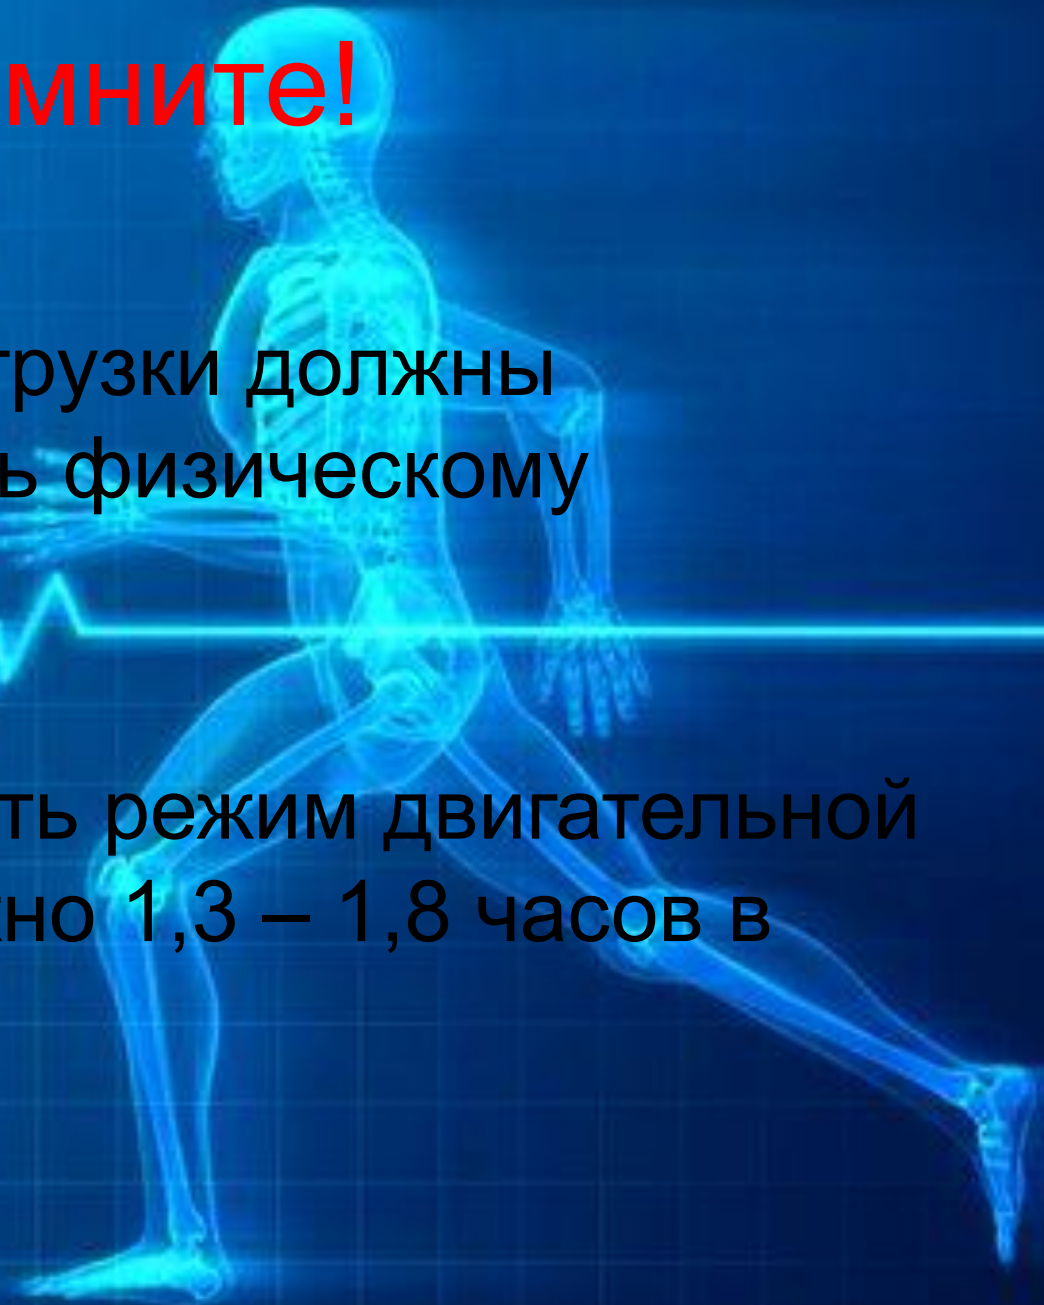 мните!
грузки должны
ь физическому
ть режим двигательной
но 1,3 – 1,8 часов в